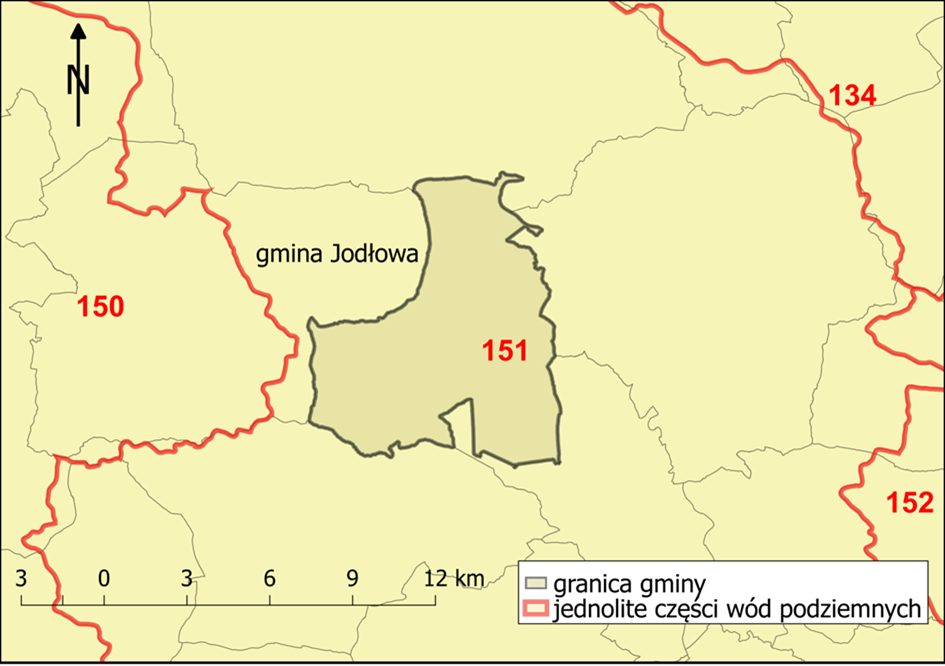 N
134
gmina Jodłowa
150
151
152
3 0 3 6 9 12 km
granica gminy
jednolite części wód podziemnych